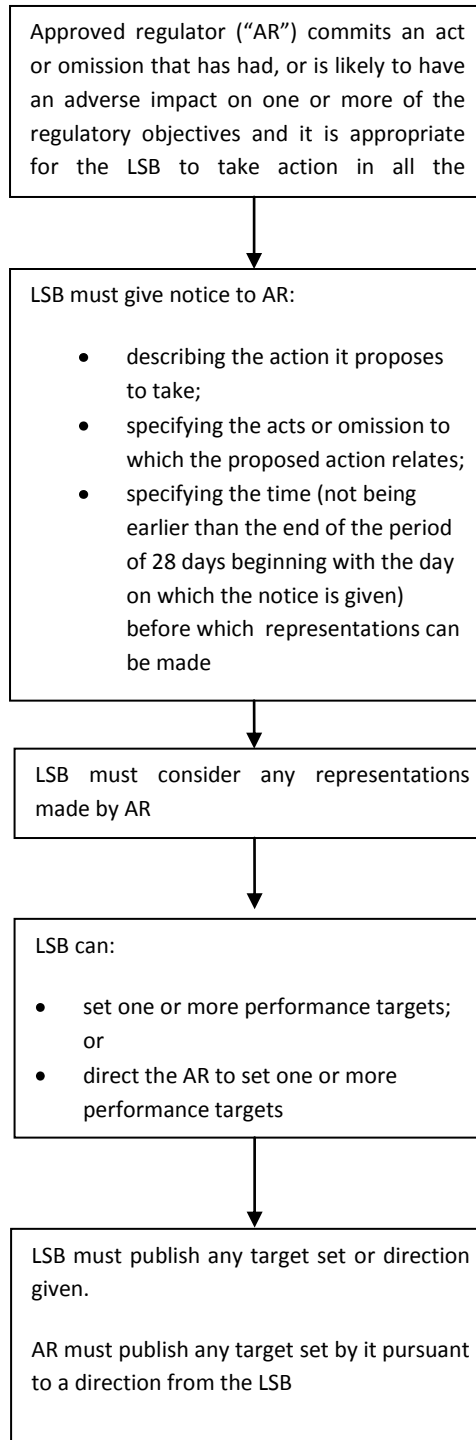 Approved regulator (“AR”) commits an act
or omission that has had, or is likely to have
an adverse impact on one or more of the
regulatory objectives and it is appropriate
for the LSB to take action in all the
LSB must give notice to AR:
• describing the action it proposes
to take;
• specifying the acts or omission to
which the proposed action relates;
• specifying the time (not being
earlier than the end of the period
of 28 days beginning with the day
on which the notice is given)
before which representations can
be made
LSB must consider any representations
made by AR
LSB can:
• set one or more performance targets;
or
• direct the AR to set one or more
performance targets
LSB must publish any target set or direction
given.
AR must publish any target set by it pursuant
to a direction from the LSB